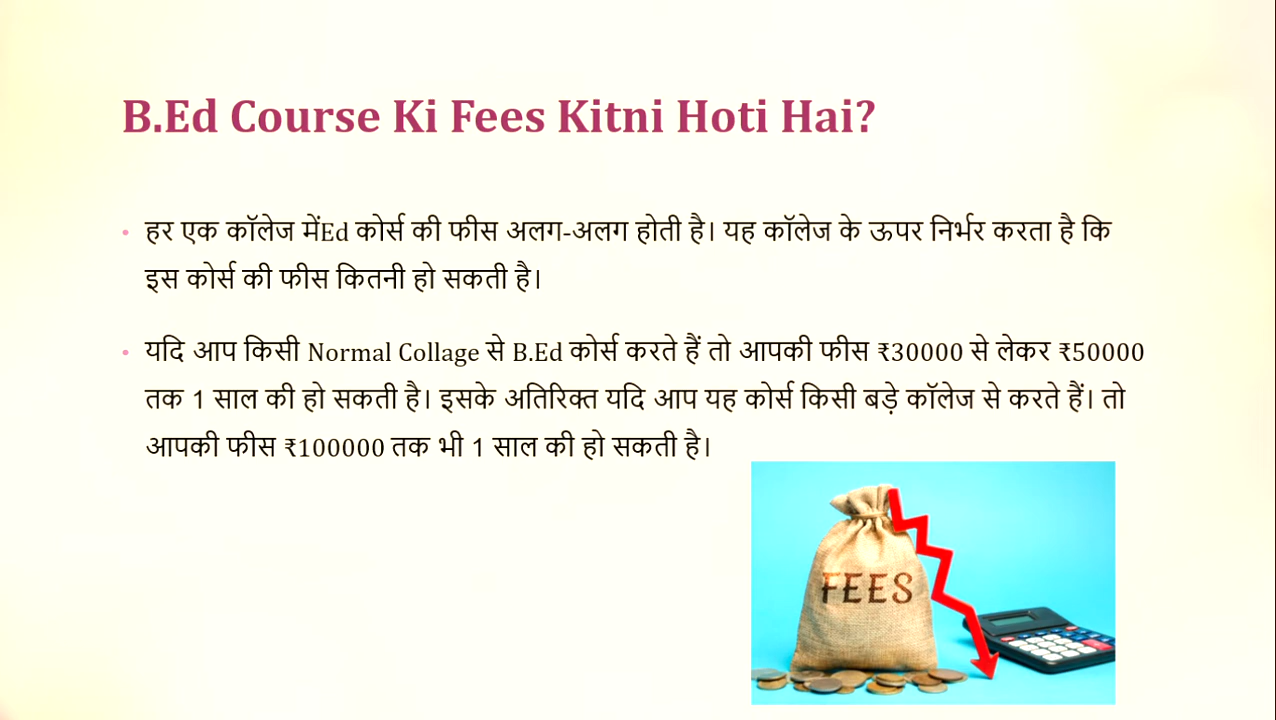 B.Ed Course Ki Fees Kitni Hoti Hai?
• हर एक कॉलेज मेंEd कोर्स की फीस अलग-अलग होती है। यह कॉलेज के ऊपर निर्भर करता है कि
इस कोर्स की फीस कितनी हो सकती है।
• यदि आप किसी Normal Collage से B.Ed कोर्स करते हैं तो आपकी फीस ₹30000 से लेकर ₹50000
तक 1 साल की हो सकती है। इसके अतिरिक्त यदि आप यह कोर्स किसी बड़े कॉलेज से करते हैं। तो
आपकी फीस ₹100000 तक भी 1 साल की हो सकती है।
FEES